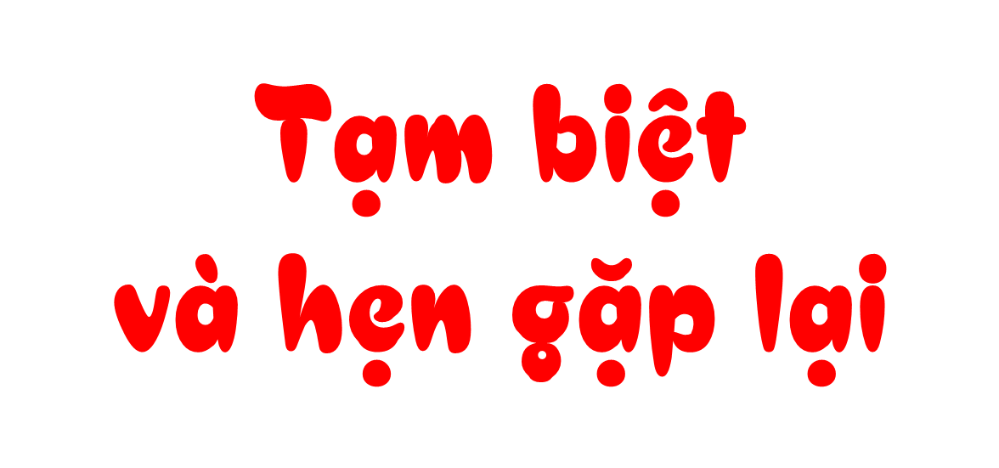 Tạm biệt
và hẹn gặp lại